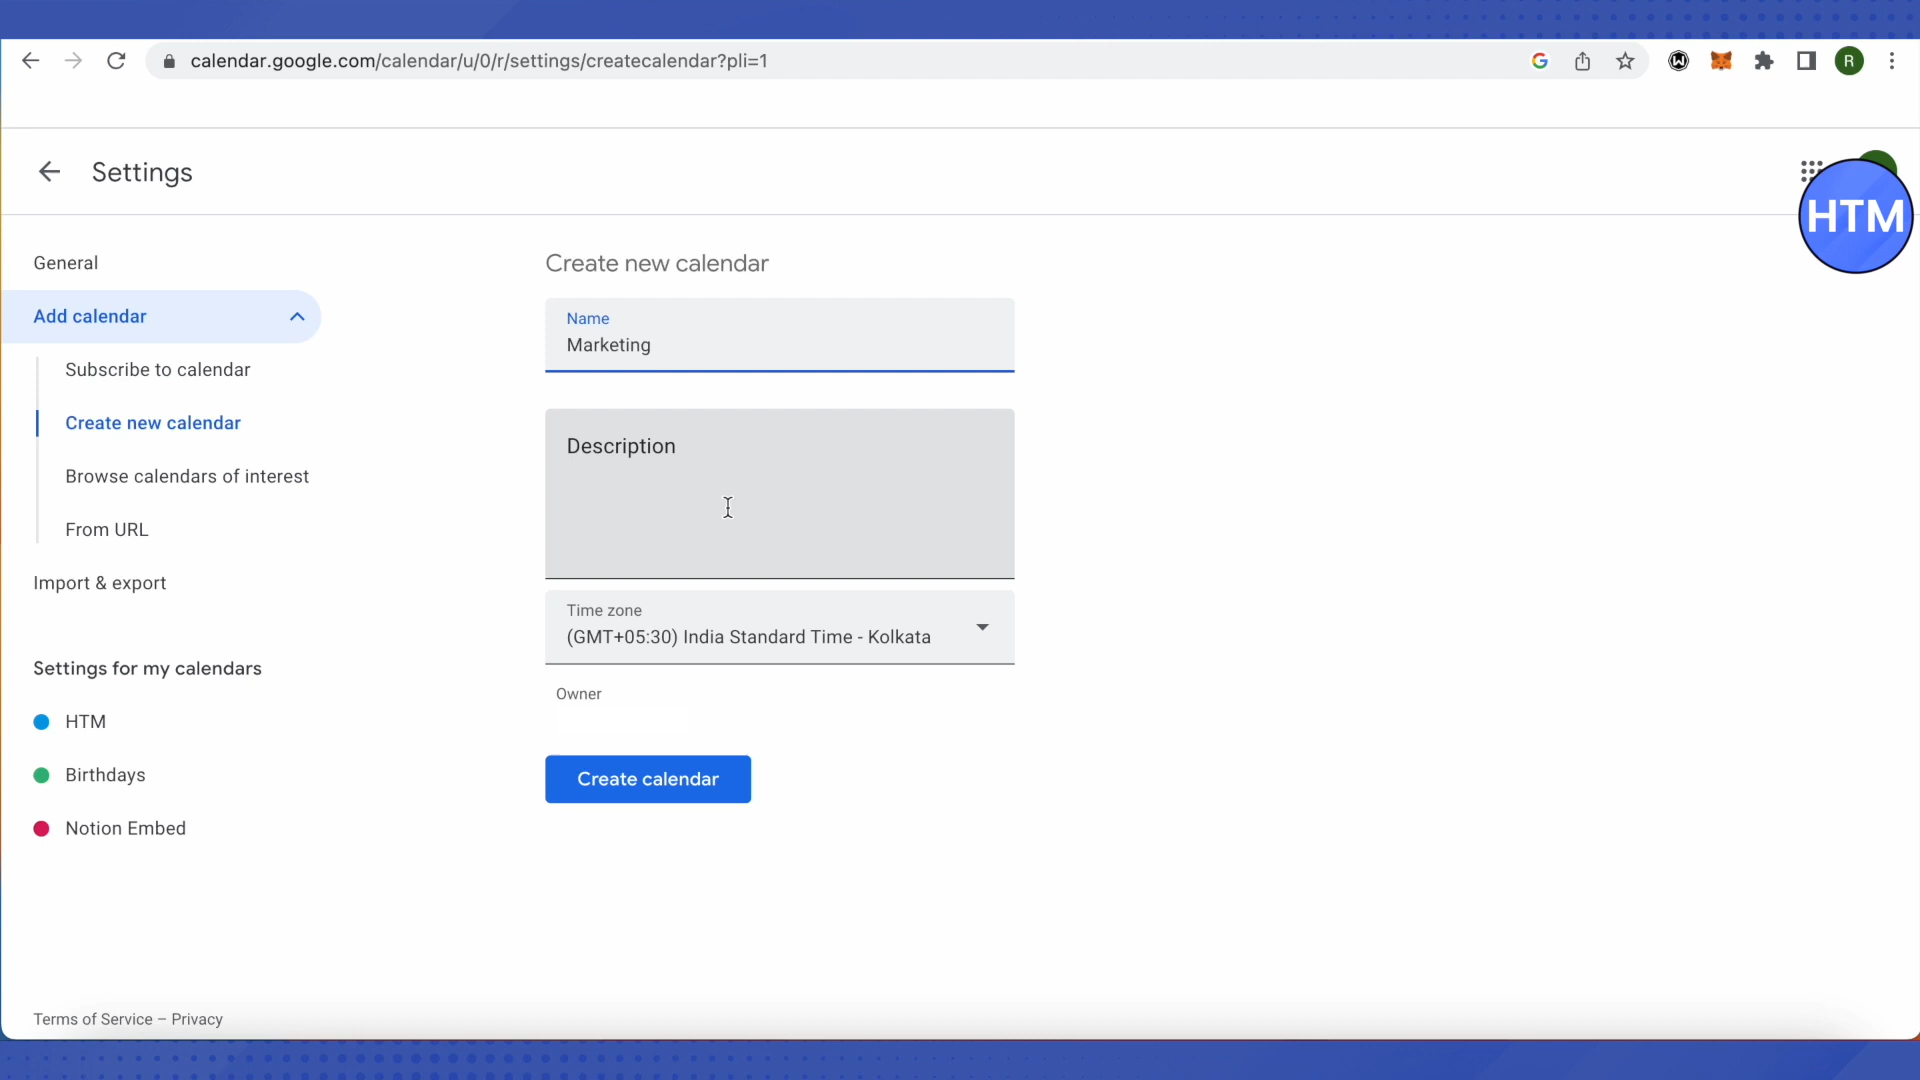 calendar.google.com/calendar/u/0/r/settings/createcalendar?pli=1
R
Settings
HTM
General
Add calendar
Subscribe to calendar
Create new calendar
Browse calendars of interest
From URL
Import & export
Settings for my calendars
HTM
Birthdays
Notion Embed
Create new calendar
Name
Marketing
Description
Time zone
(GMT+05:30) India Standard Time - Kolkata
Owner
Create calendar
Terms of Service – Privacy